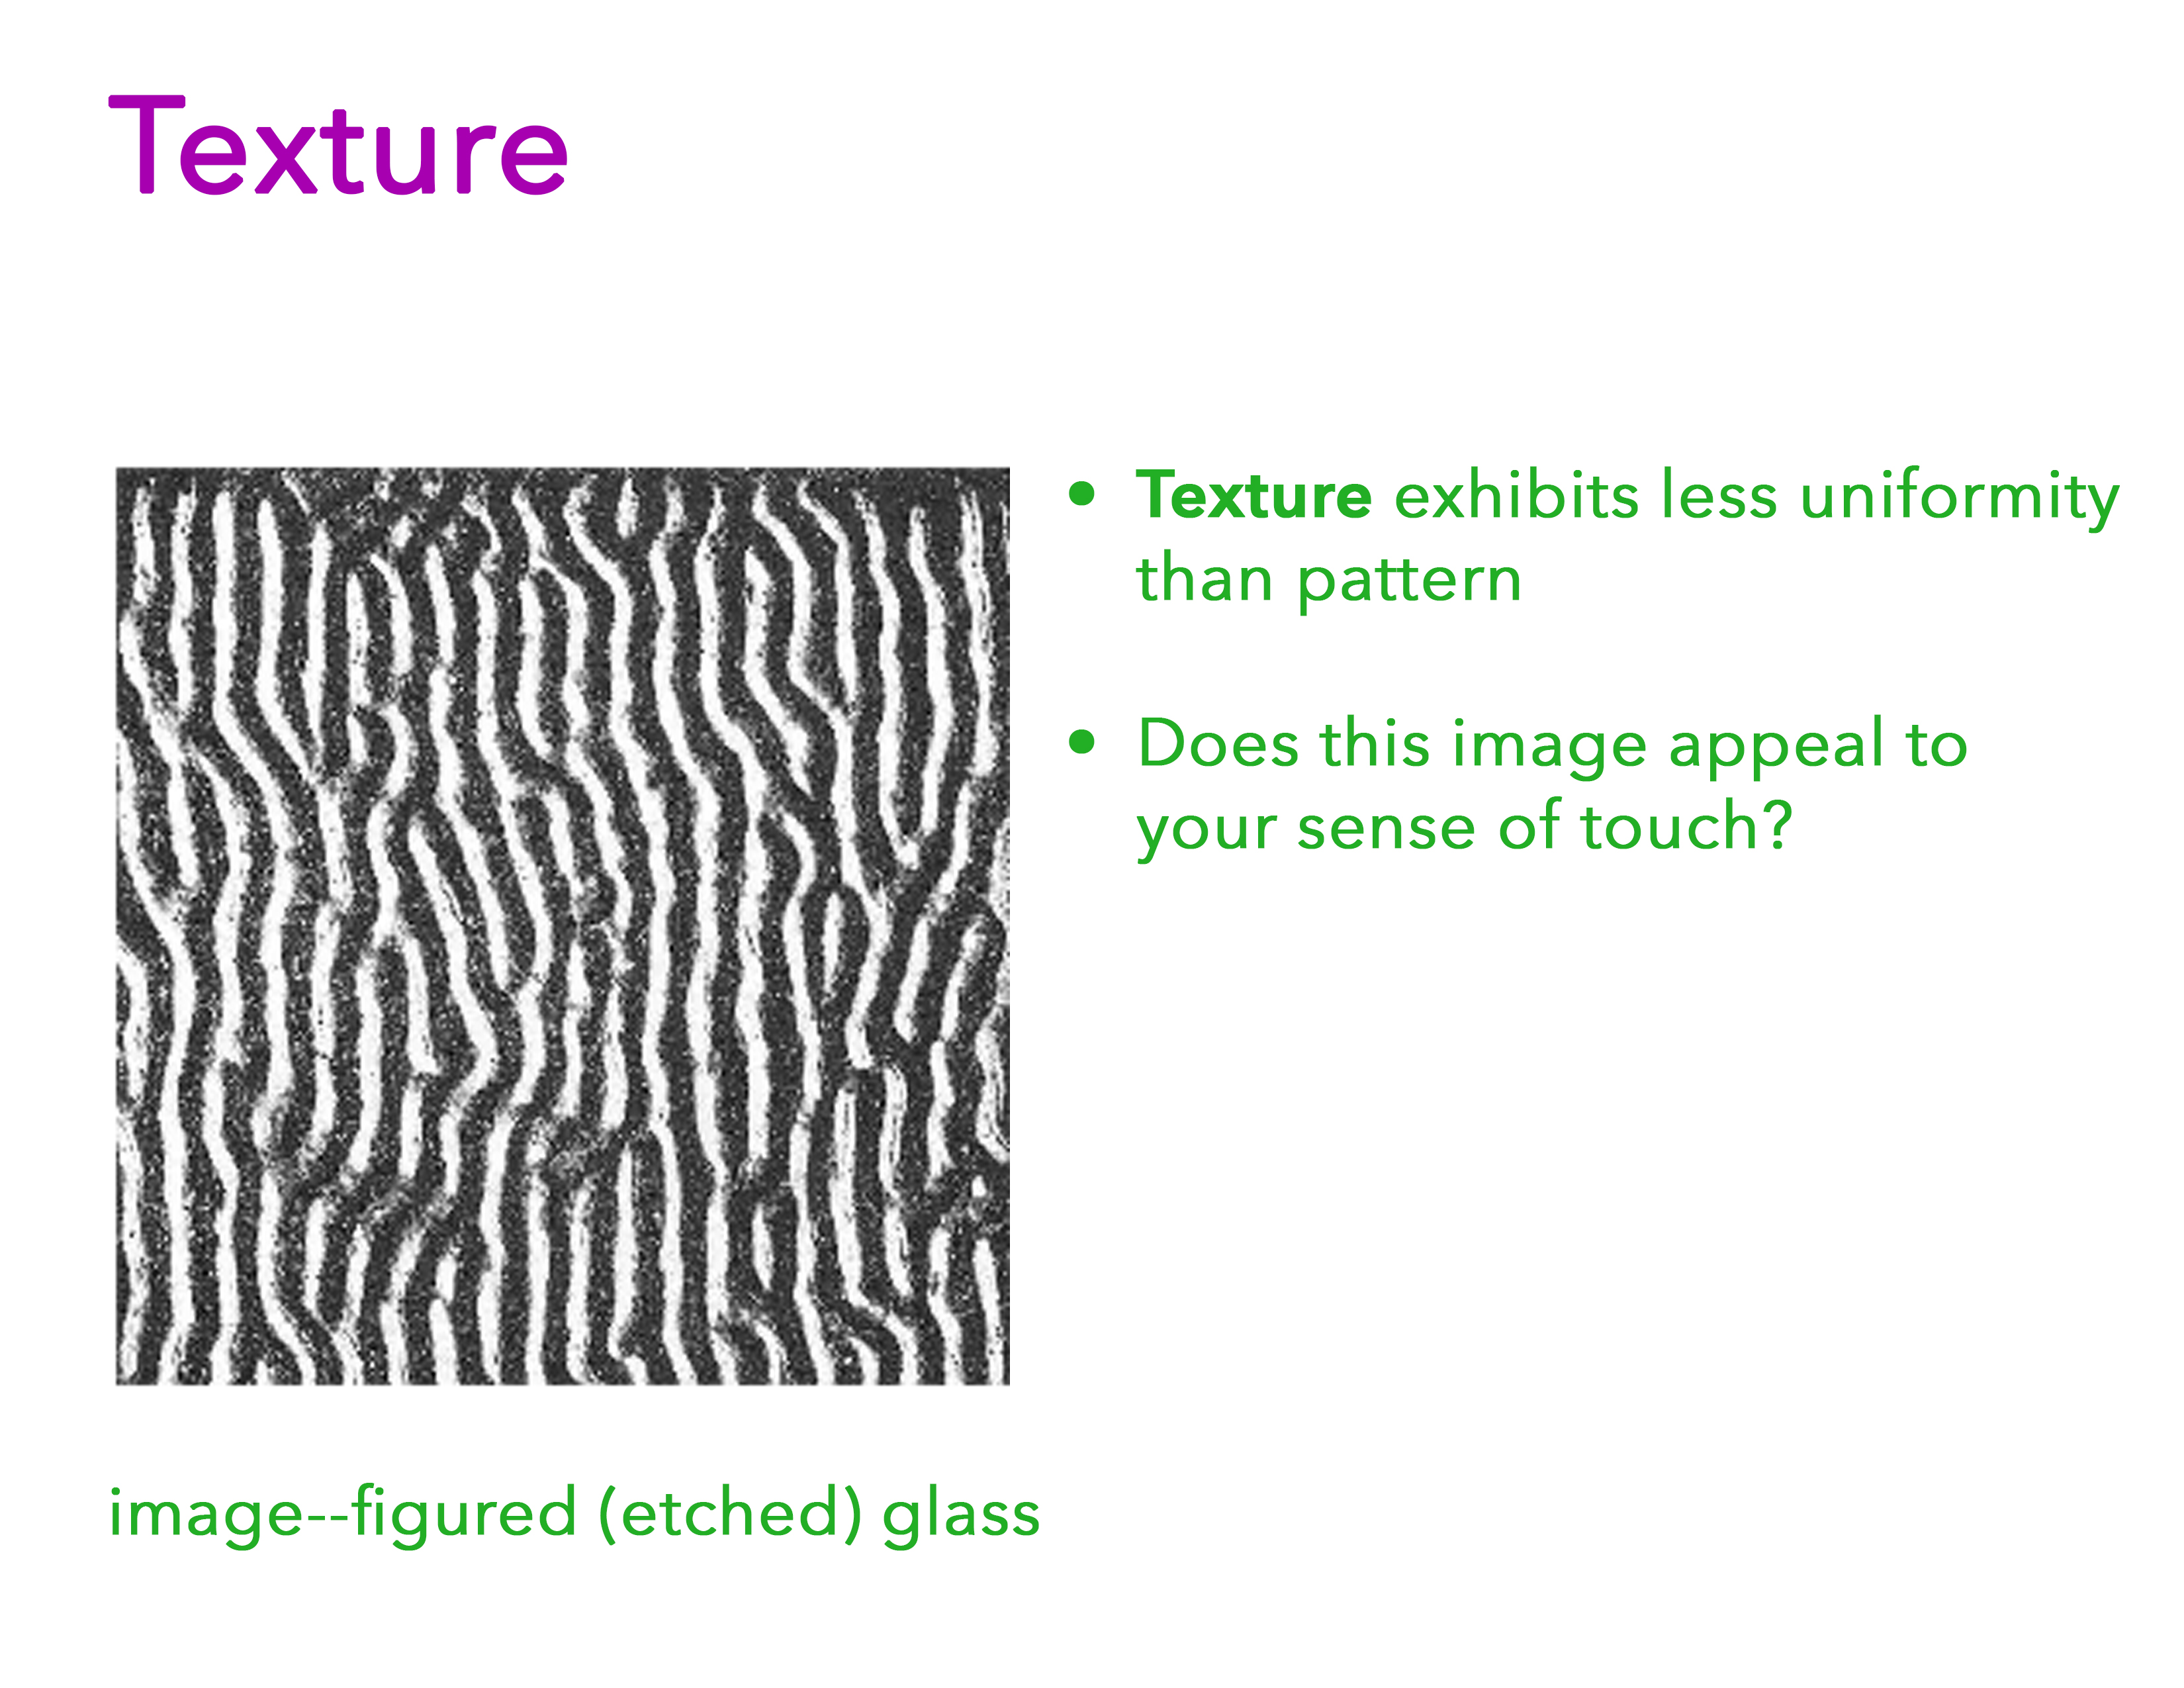 Texture
• Texture exhibits less uniformity
than pattern
• Does this image appeal to
your sense of touch?
image--figured (etched) glass